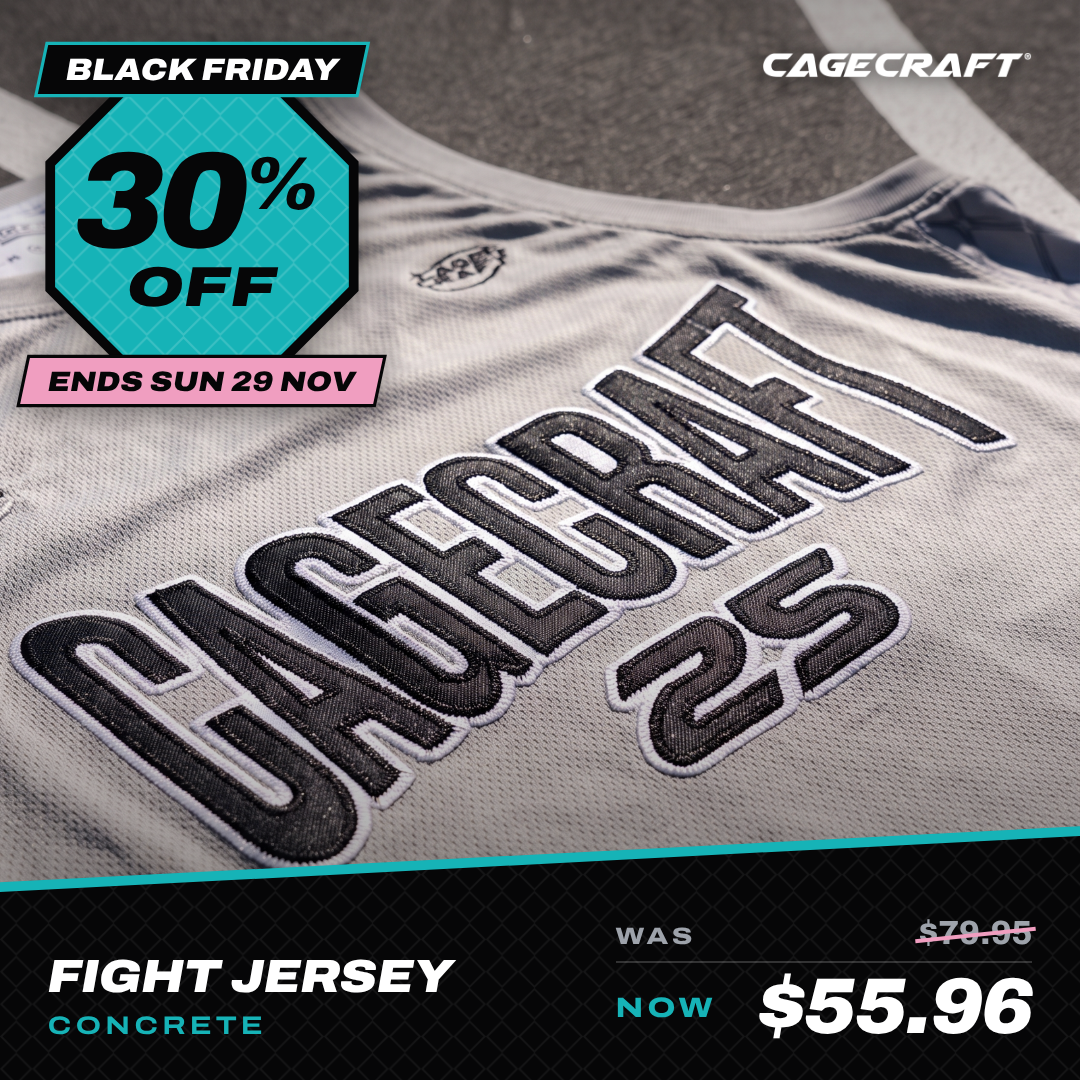 BLACK FRIDAY
CAGECRAFT®
30%
OFF
ENDS SUN 29 NOV
CAGECRAFT
25
FIGHT JERSEY
CONCRETE
WAS $79.95
NOW $55.96